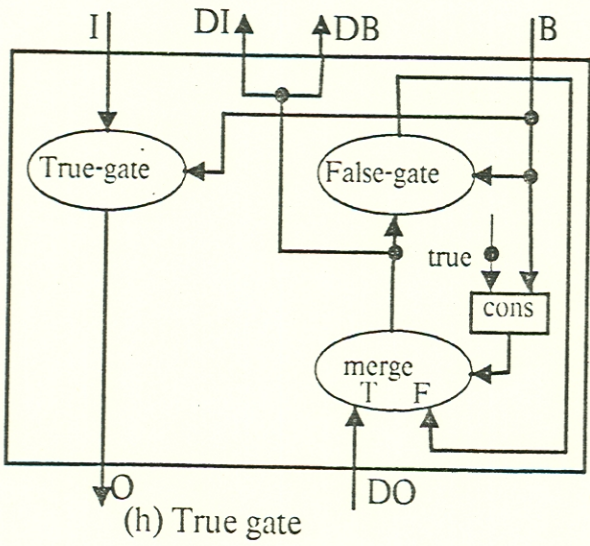 I DI DB B
True-gate
False-gate
true
cons
merge
T F
O DO
(h) True gate